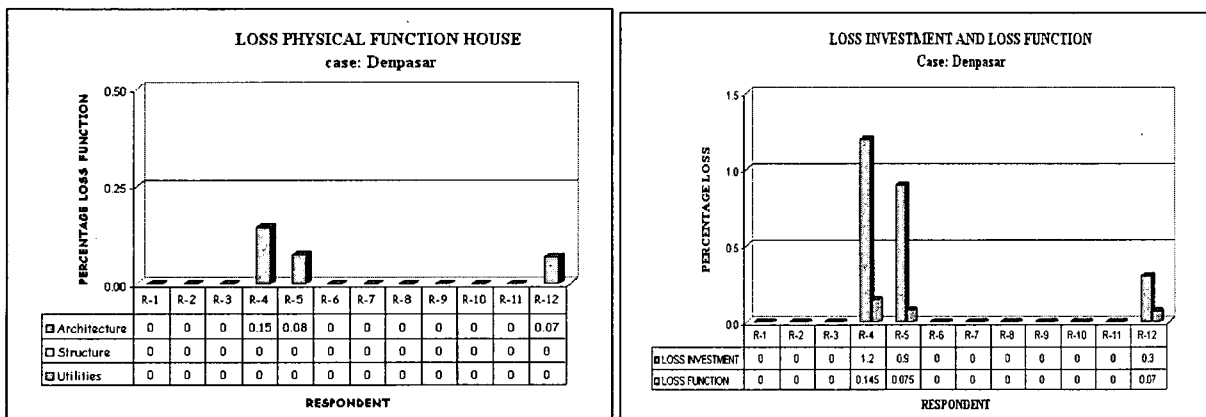 LOSS PHYSICAL FUNCTION HOUSE
case: Denpasar
PERCENTAGE LOSS FUNCTION
0.50
0.25
0.00
R-1 R-2 R-3 R-4 R-5 R-6 R-7 R-8 R-9 R-10 R-11 R-12
Architecture 0 0 0 0.15 0.08 0 0 0 0 0 0 0.07
Structure 0 0 0 0 0 0 0 0 0 0 0 0
Utilities 0 0 0 0 0 0 0 0 0 0 0 0
RESPONDENT
LOSS INVESTMENT AND LOSS FUNCTION
Case: Denpasar
PERCENTAGE LOSS
1.5
1.0
0.5
0.0
R-1 R-2 R-3 R-4 R-5 R-6 R-7 R-8 R-9 R-10 R-11 R-12
LOSS INVESTMENT 0 0 0 1.2 0.9 0 0 0 0 0 0 0.3
LOSS FUNCTION 0 0 0 0.145 0.075 0 0 0 0 0 0 0.07
RESPONDENT